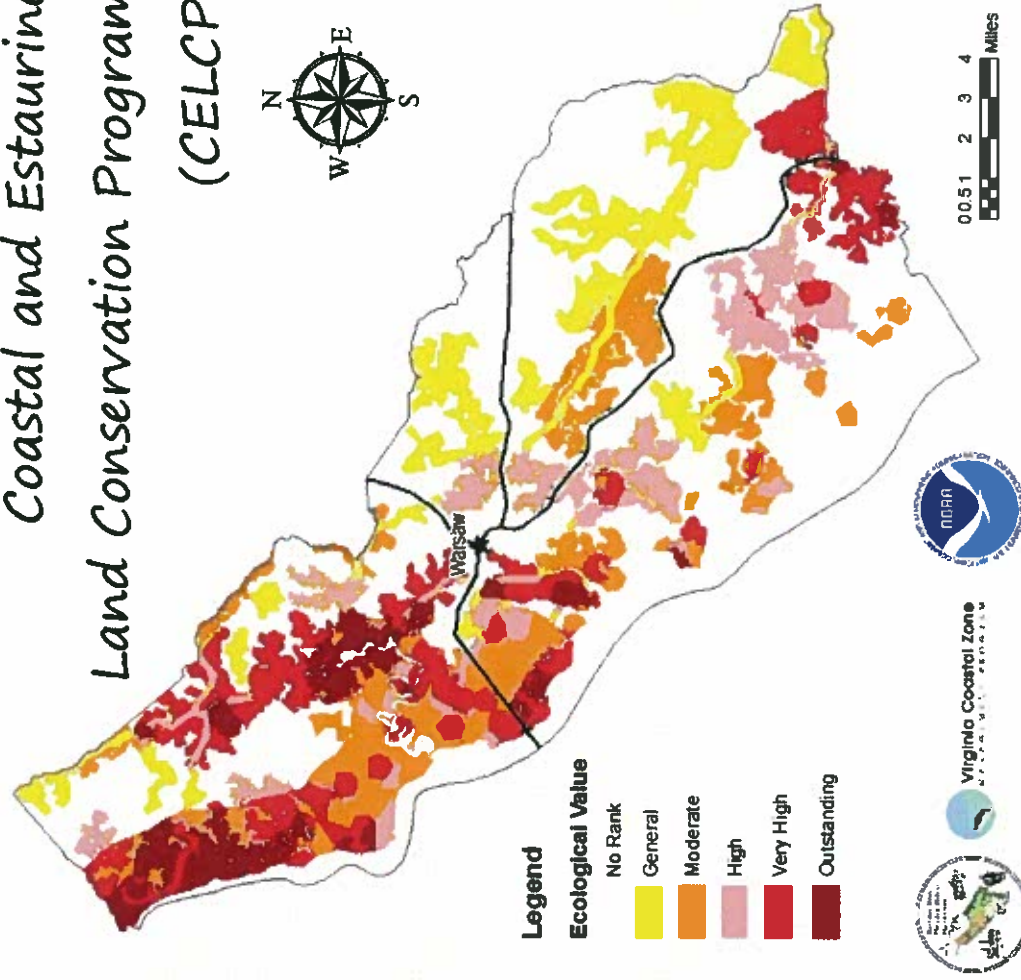 Coastal and Estaurine
Land Conservation Program
(CELCP
N
E
S
W
Warsaw
Legend
Ecological Value
No Rank
General
Moderate
High
Very High
Outstanding
0 0.5 1 2 3 4
Miles
NOAA
Virginia Coastal Zone